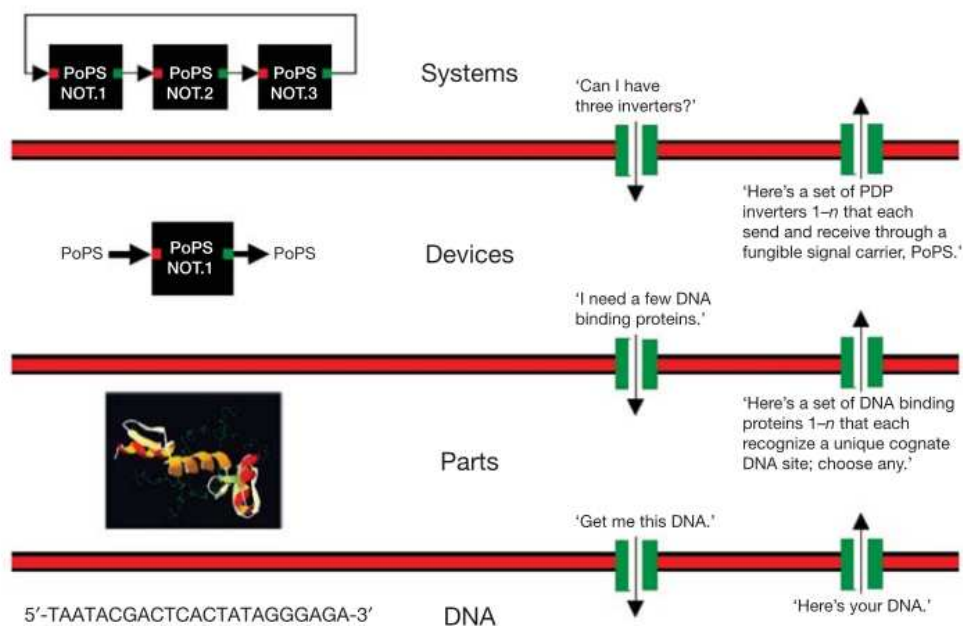 PoPS
NOT.1
PoPS
NOT.2
PoPS
NOT.3
Systems
‘Can I have
three inverters?’
‘Here’s a set of PDP
inverters 1–n that each
send and receive through a
fungible signal carrier, PoPS.’
PoPS
PoPS
NOT.1
PoPS
Devices
‘I need a few DNA
binding proteins.’
‘Here’s a set of DNA binding
proteins 1–n that each
recognize a unique cognate
DNA site; choose any.’
Parts
‘Get me this DNA.’
‘Here’s your DNA.’
5′-TAATACGACTCACTATAGGGAGA-3′
DNA